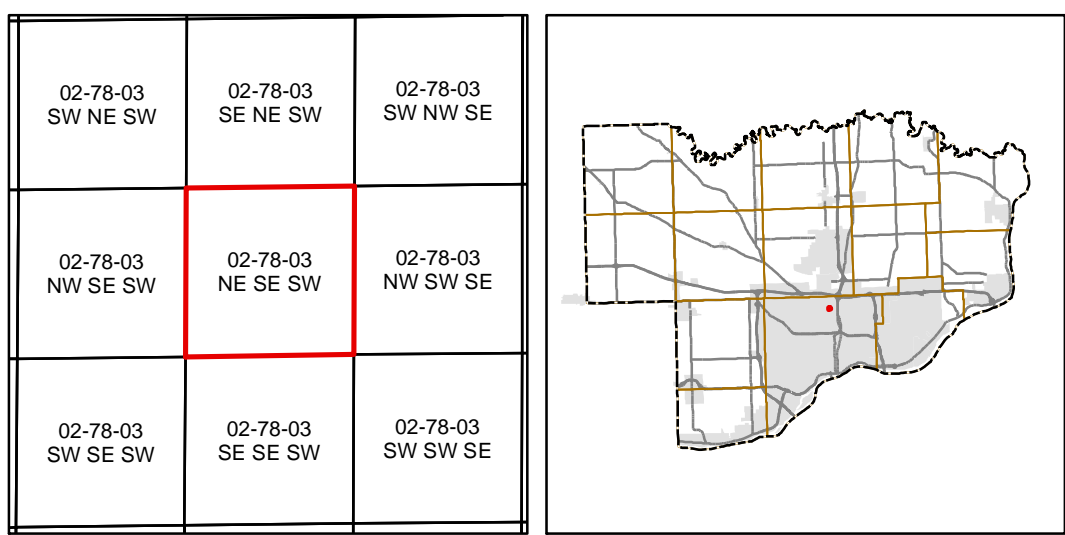 02-78-03
SW NE SW
02-78-03
SE NE SW
02-78-03
SW NW SE
02-78-03
NW SE SW
02-78-03
NE SE SW
02-78-03
NW SW SE
02-78-03
SW SE SW
02-78-03
SE SE SW
02-78-03
SW SW SE